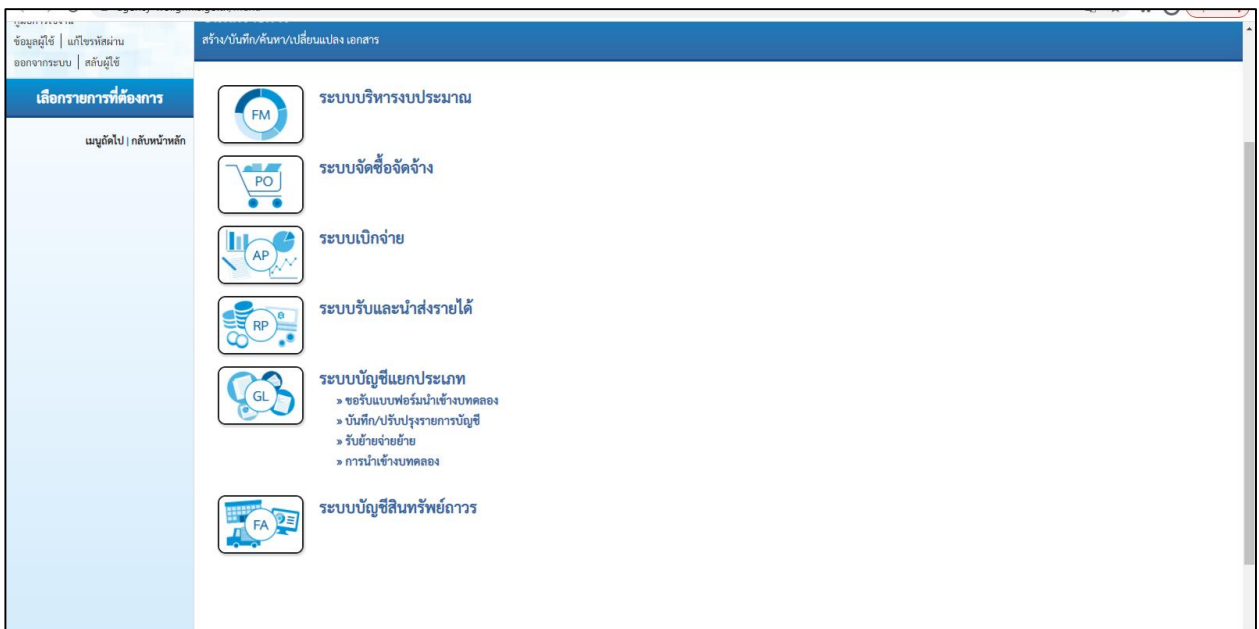 ข้อมูลผู้ใช้ | แก้ไขรหัสผ่าน
ออกจากระบบ | สลับผู้ใช้
สร้าง/บันทึก/ค้นหา/เปลี่ยนแปลง เอกสาร
เลือกรายการที่ต้องการ
เมนูถัดไป | กลับหน้าหลัก
FM
ระบบบริหารงบประมาณ
PO
ระบบจัดซื้อจัดจ้าง
AP
ระบบเบิกจ่าย
RP
ระบบรับและนำส่งรายได้
GL
ระบบบัญชีแยกประเภท
» ขอรับแบบฟอร์มนำเข้างบทดลอง
» บันทึก/ปรับปรุงรายการบัญชี
» รับย้ายจ่ายย้าย
» การนำเข้างบทดลอง
FA
ระบบบัญชีสินทรัพย์ถาวร